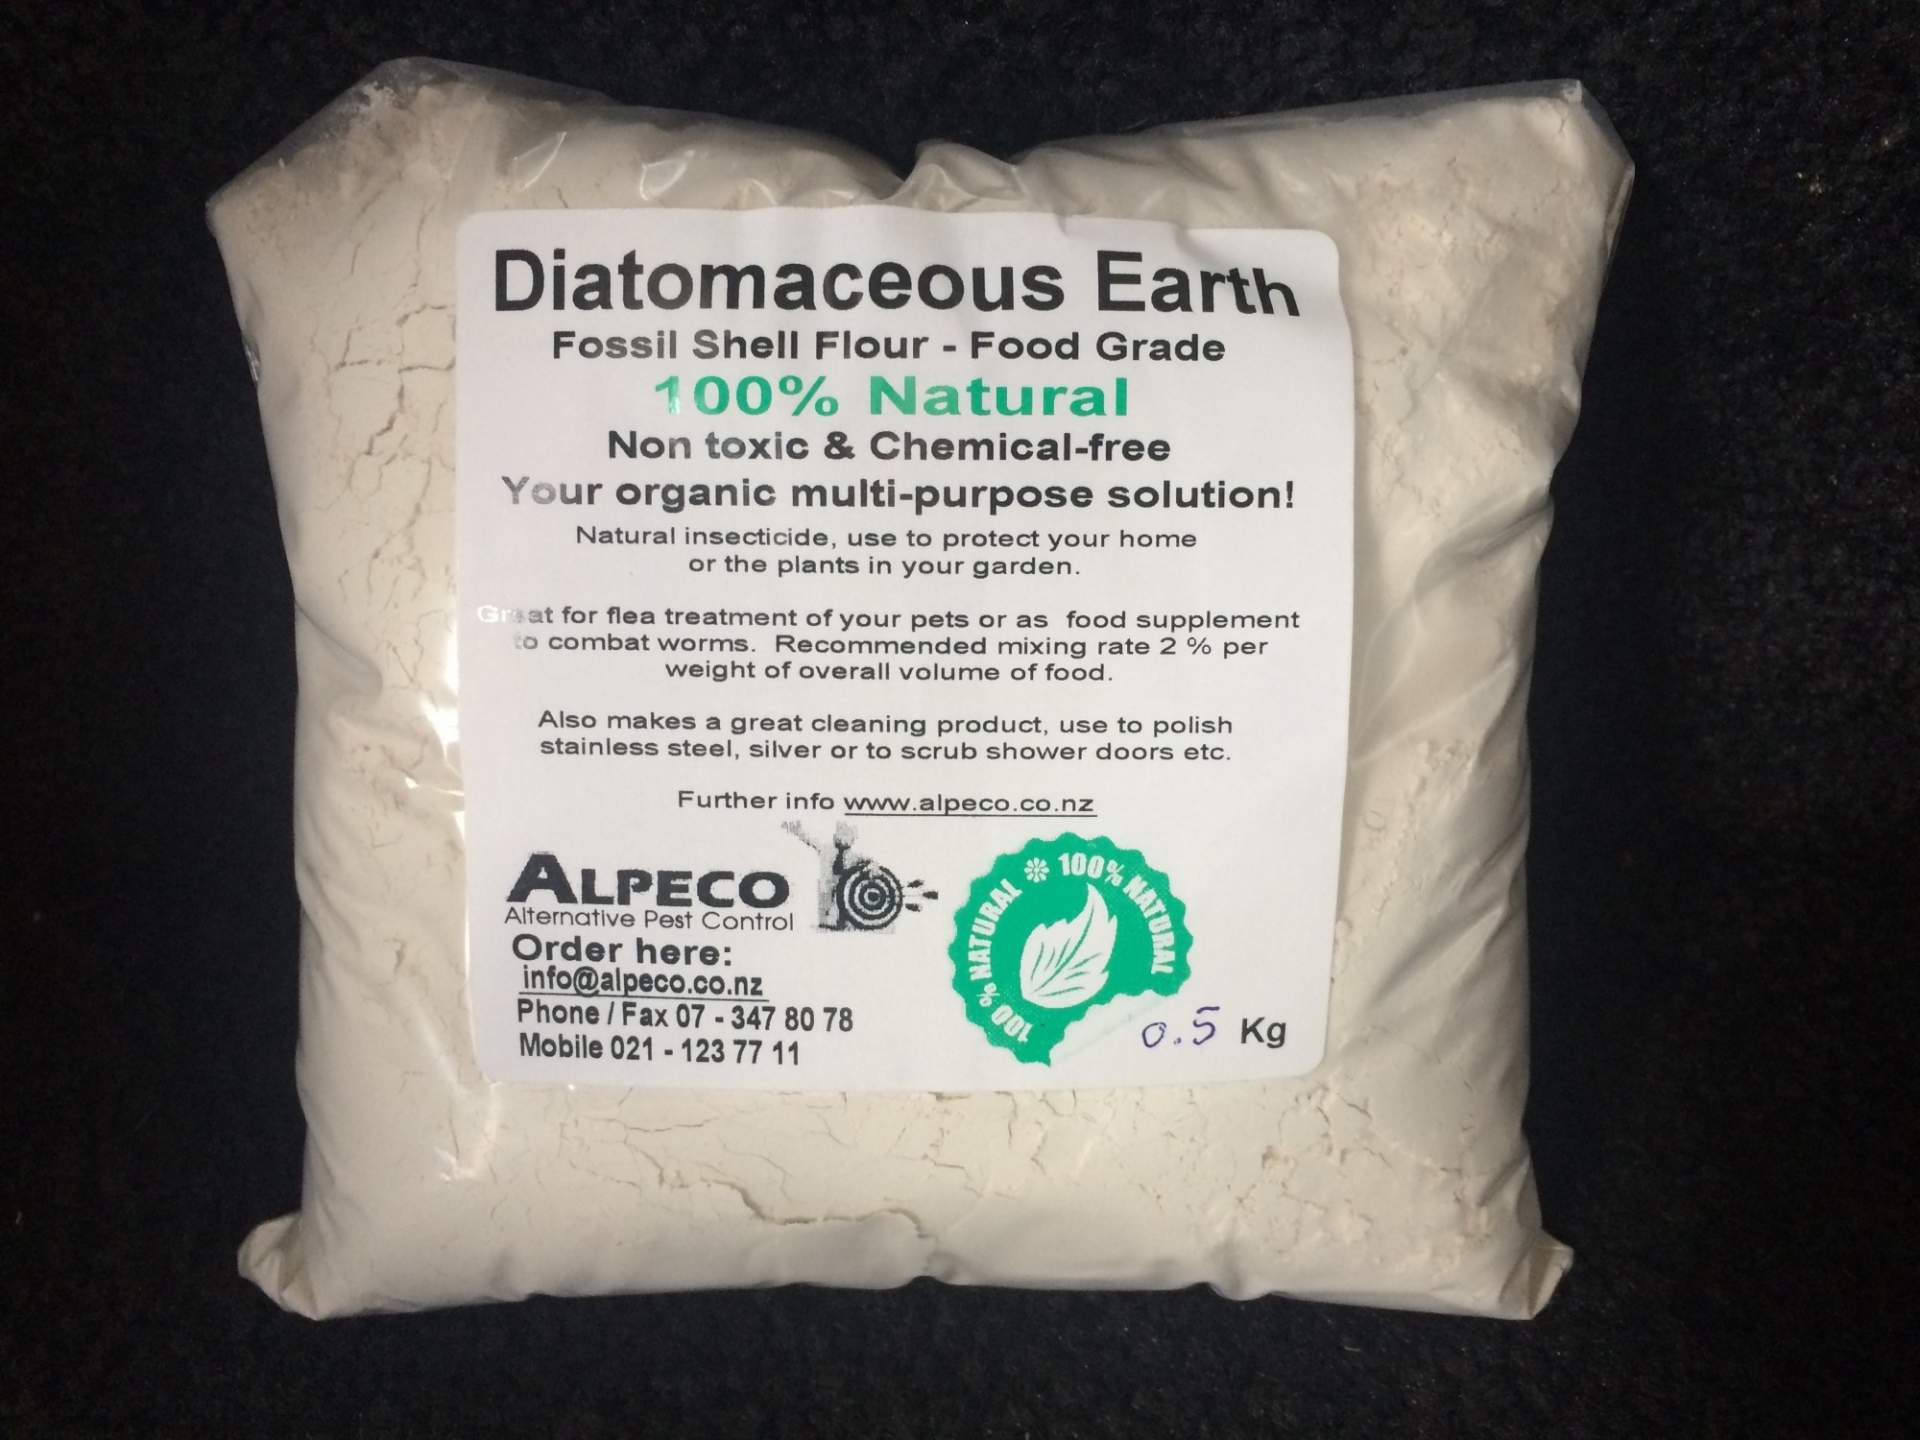 Diatomaceous Earth
Fossil Shell Flour - Food Grade
100% Natural
Non toxic & Chemical-free
Your organic multi-purpose solution!
Natural insecticide, use to protect your home
or the plants in your garden.
Great for flea treatment of your pets or as food supplement
to combat worms. Recommended mixing rate 2 % per
weight of overall volume of food.
Also makes a great cleaning product, use to polish
stainless steel, silver or to scrub shower doors etc.
Further info www.alpeco.co.nz
ALPECO
Alternative Pest Control
Order here:
info@alpeco.co.nz
Phone / Fax 07 - 347 80 78
Mobile 021 - 123 77 11
100% NATURAL ❊ 100% NATURAL
0.5 Kg